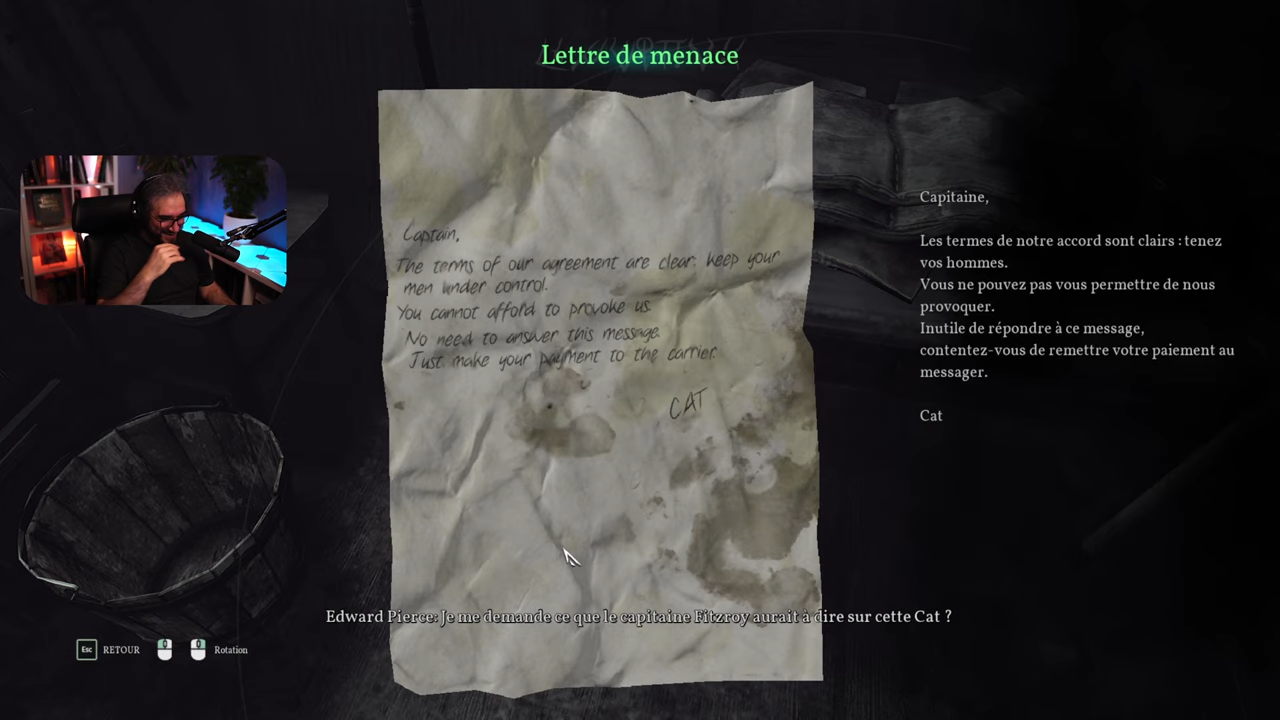 Lettre de menace
Captain,
The terms of our agreement are clear: keep your
men under control.
You cannot afford to provoke us.
No need to answer this message.
Just make your payment to the carrier.
CAT
Capitaine,
Les termes de notre accord sont clairs : tenez
vos hommes.
Vous ne pouvez pas vous permettre de nous
provoquer.
Inutile de répondre à ce message,
contentez-vous de remettre votre paiement au
messager.
Cat
Edward Pierce: Je me demande ce que le capitaine Fitzroy aurait à dire sur cette Cat ?
Esc RETOUR Rotation